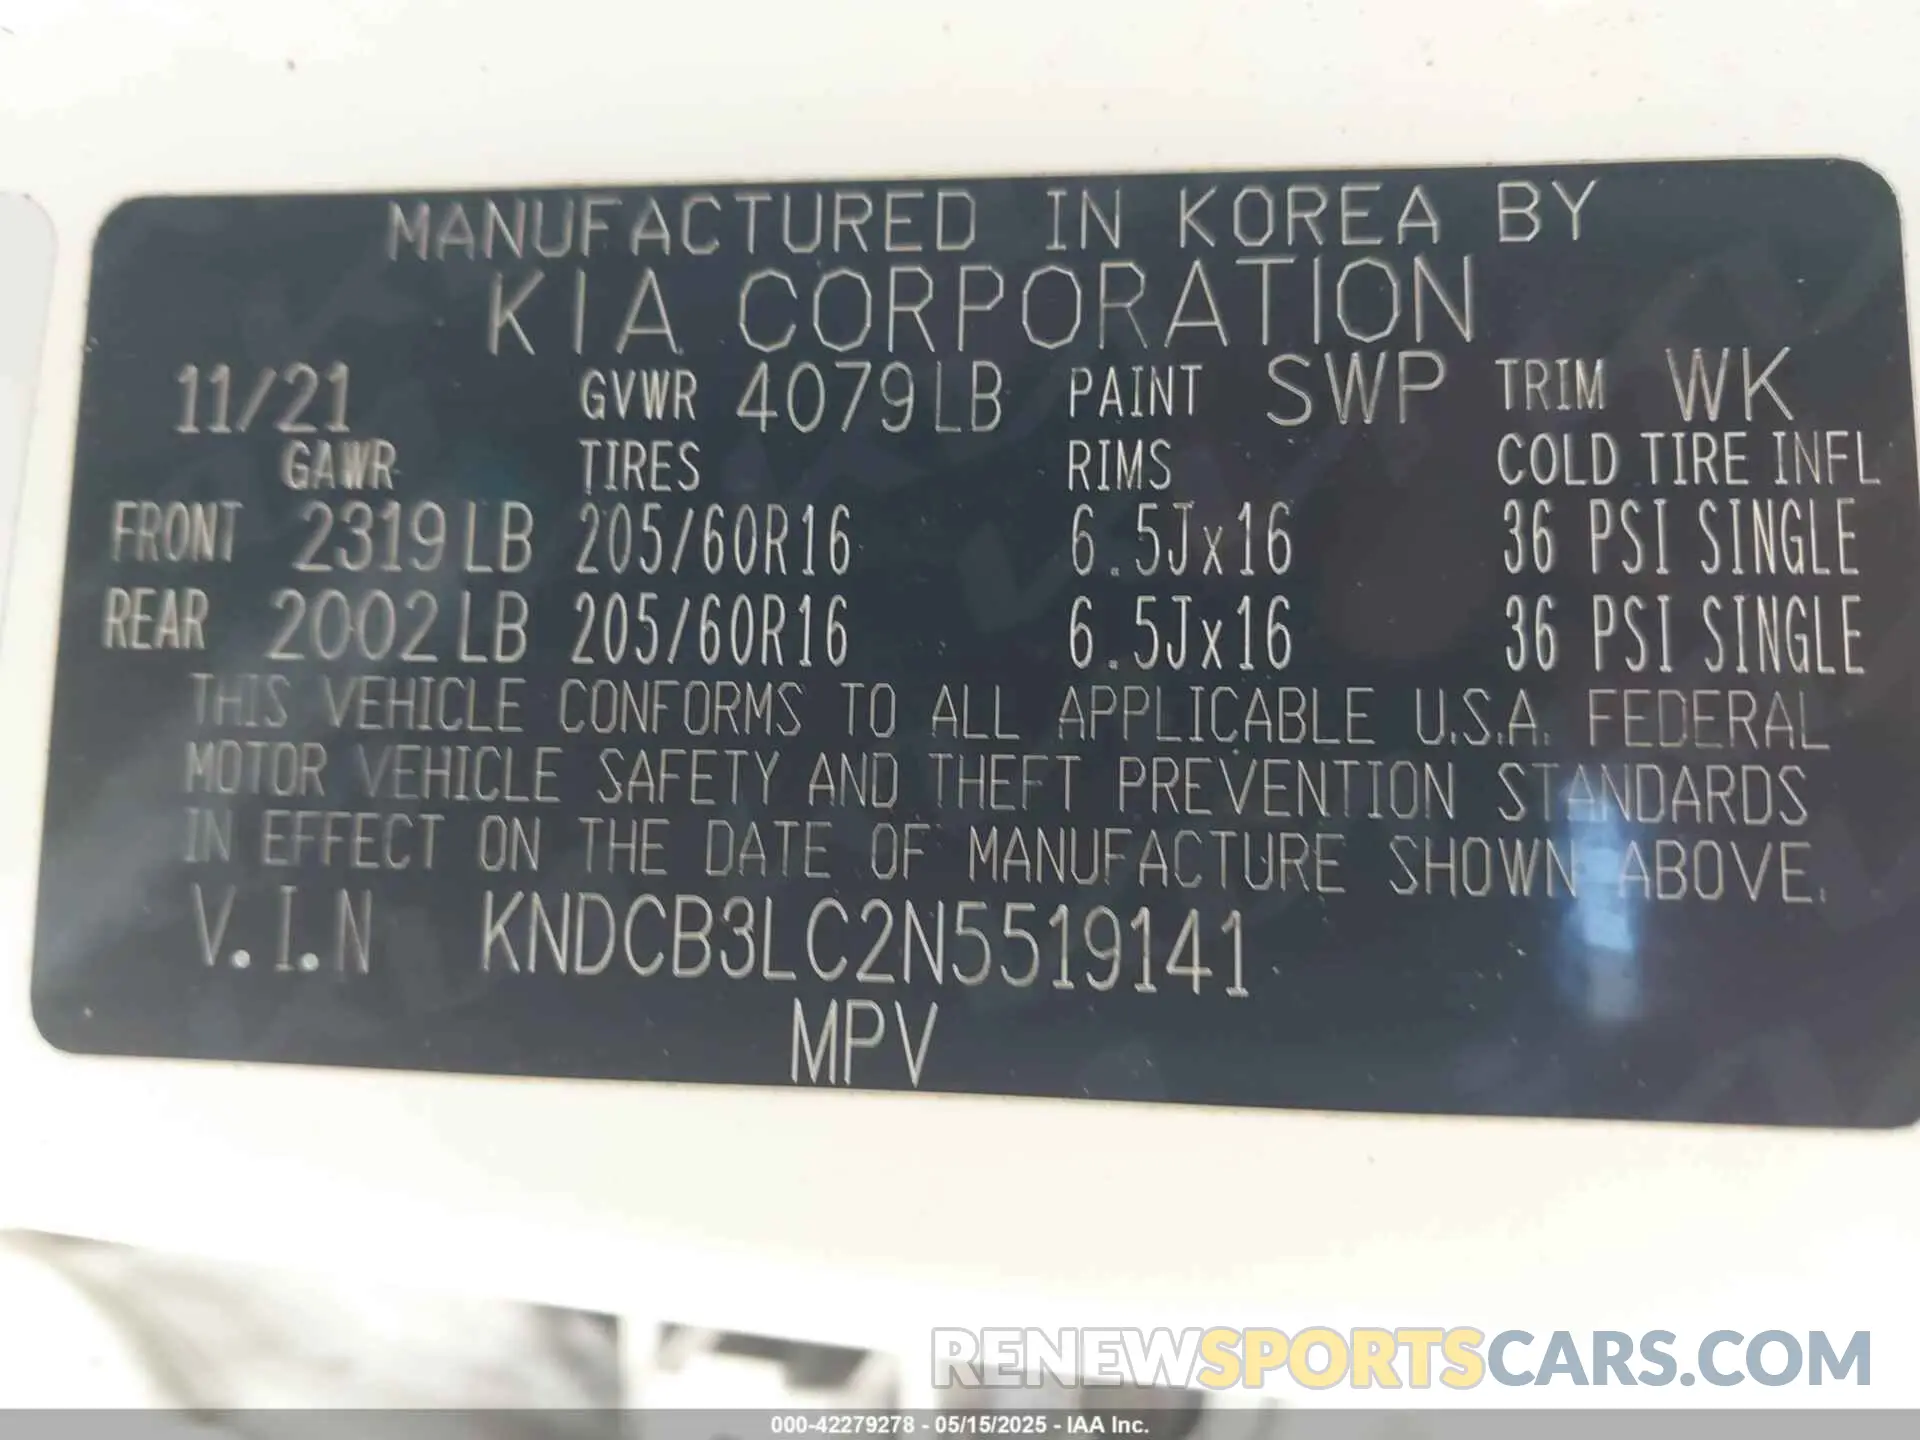 MANUFACTURED IN KOREA BY
KIA CORPORATION
11/21 GVWR 4079LB PAINT SWP TRIM WK
GAWR TIRES RIMS COLD TIRE INFL
FRONT 2319LB 205/60R16 6.5Jx16 36 PSI SINGLE
REAR 2002LB 205/60R16 6.5Jx16 36 PSI SINGLE
THIS VEHICLE CONFORMS TO ALL APPLICABLE U.S.A. FEDERAL
MOTOR VEHICLE SAFETY AND THEFT PREVENTION STANDARDS
IN EFFECT ON THE DATE OF MANUFACTURE SHOWN ABOVE.
V.I.N KNDCB3LC2N5519141
MPV
RENEWSPORTSCARS.COM
000-42279278 - 05/15/2025 - IAA Inc.